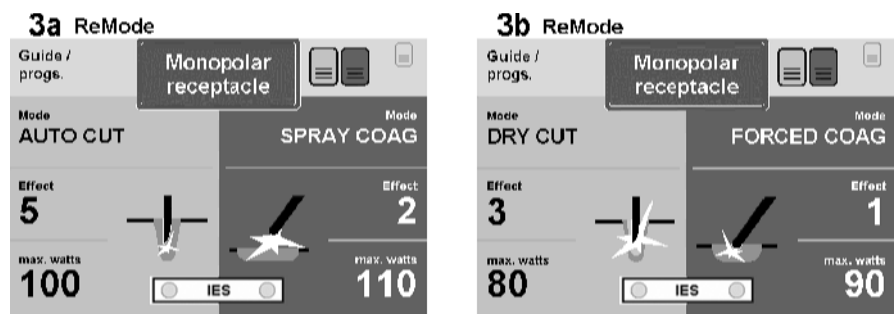 3a ReMode
Guide /
progs.
Monopolar
receptacle
Mode
AUTO CUT
Mode
SPRAY COAG
Effect
5
Effect
2
max. watts
100
max. watts
110
IES
3b ReMode
Guide /
progs.
Monopolar
receptacle
Mode
DRY CUT
Mode
FORCED COAG
Effect
3
Effect
1
max. watts
80
max. watts
90
IES